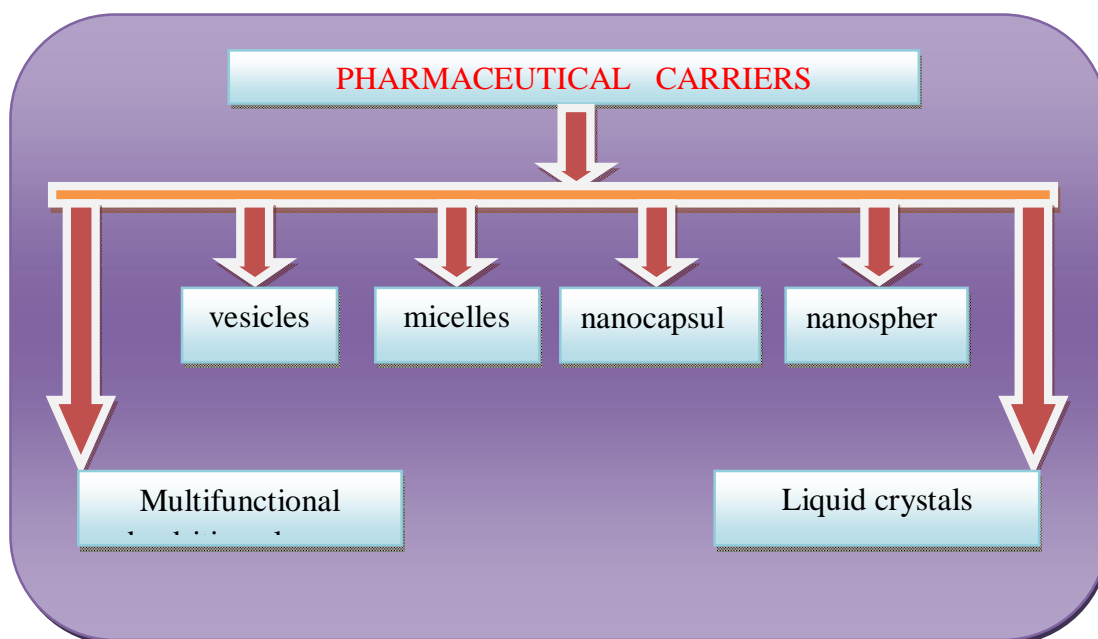 PHARMACEUTICAL CARRIERS
vesicles
micelles
nanocapsul
nanospher
Multifunctional
Liquid crystals